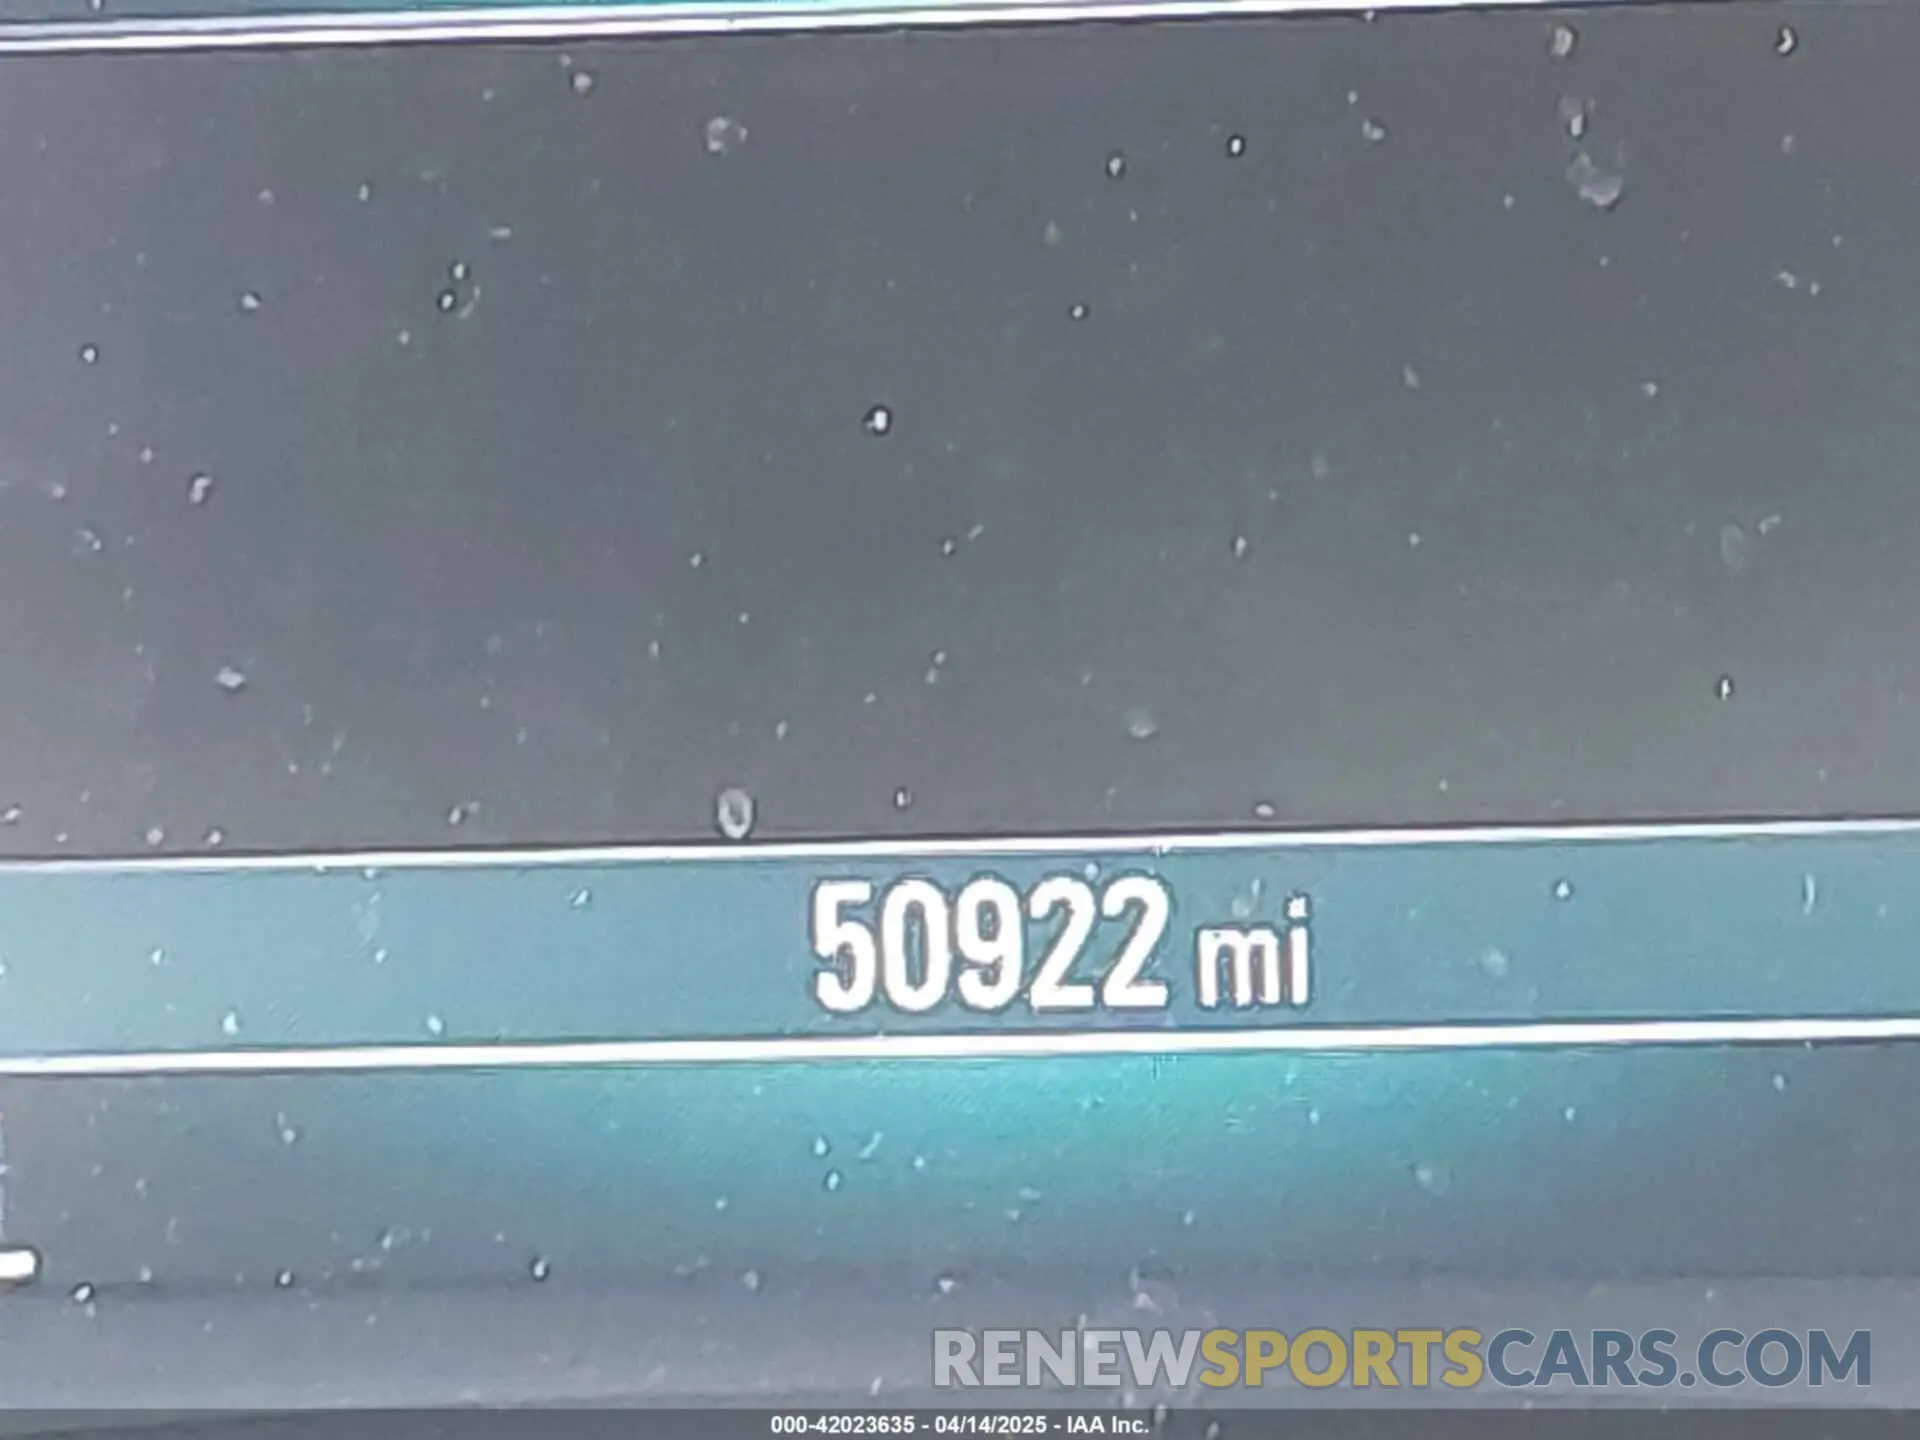 50922 mi
RENEWSPORTSCARS.COM
000-42023635 - 04/14/2025 - IAA Inc.